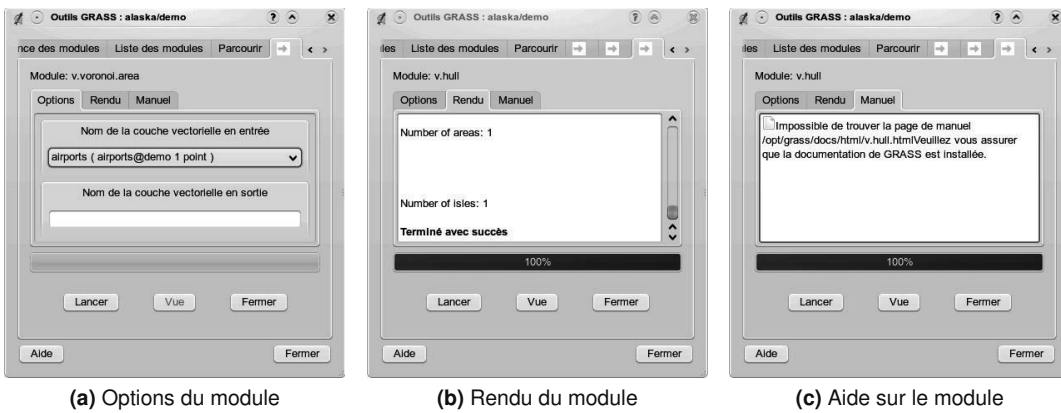 Outils GRASS : alaska/demo
nce des modules Liste des modules Parcourir
Module: v.voronoi.area
Options Rendu Manuel
Nom de la couche vectorielle en entrée
airports ( airports@demo 1 point )
Nom de la couche vectorielle en sortie
Lancer Vue Fermer
Aide Fermer
(a) Options du module
Outils GRASS : alaska/demo
les Liste des modules Parcourir
Module: v.hull
Options Rendu Manuel
Number of areas: 1
Number of isles: 1
Terminé avec succès
100%
Lancer Vue Fermer
Aide Fermer
(b) Rendu du module
Outils GRASS : alaska/demo
les Liste des modules Parcourir
Module: v.hull
Options Rendu Manuel
Impossible de trouver la page de manuel
/opt/grass/docs/html/v.hull.htmlVeuillez vous assurer
que la documentation de GRASS est installée.
100%
Lancer Vue Fermer
Aide Fermer
(c) Aide sur le module